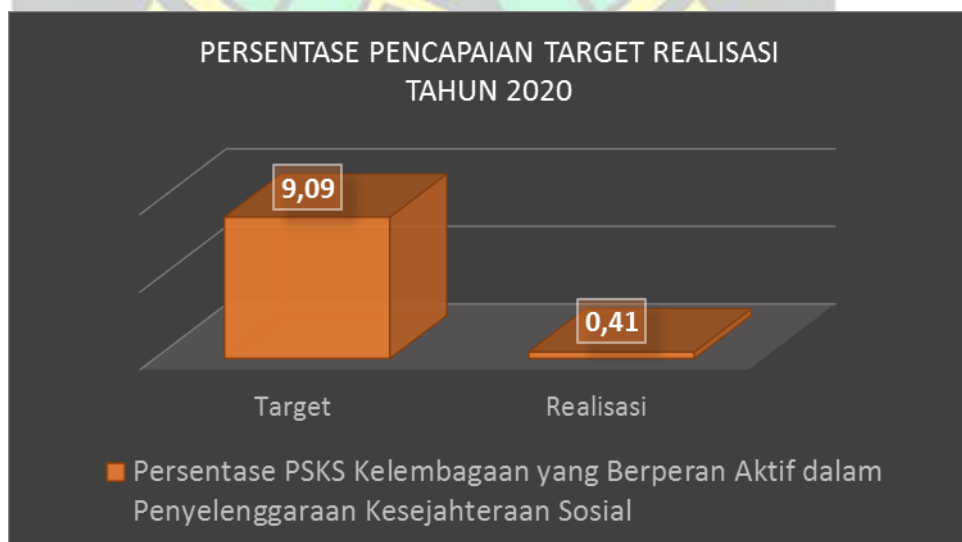 PERSENTASE PENCAPAIAN TARGET REALISASI
TAHUN 2020
9,09
0,41
Target
Realisasi
Persentase PSKS Kelembagaan yang Berperan Aktif dalam
Penyelenggaraan Kesejahteraan Sosial